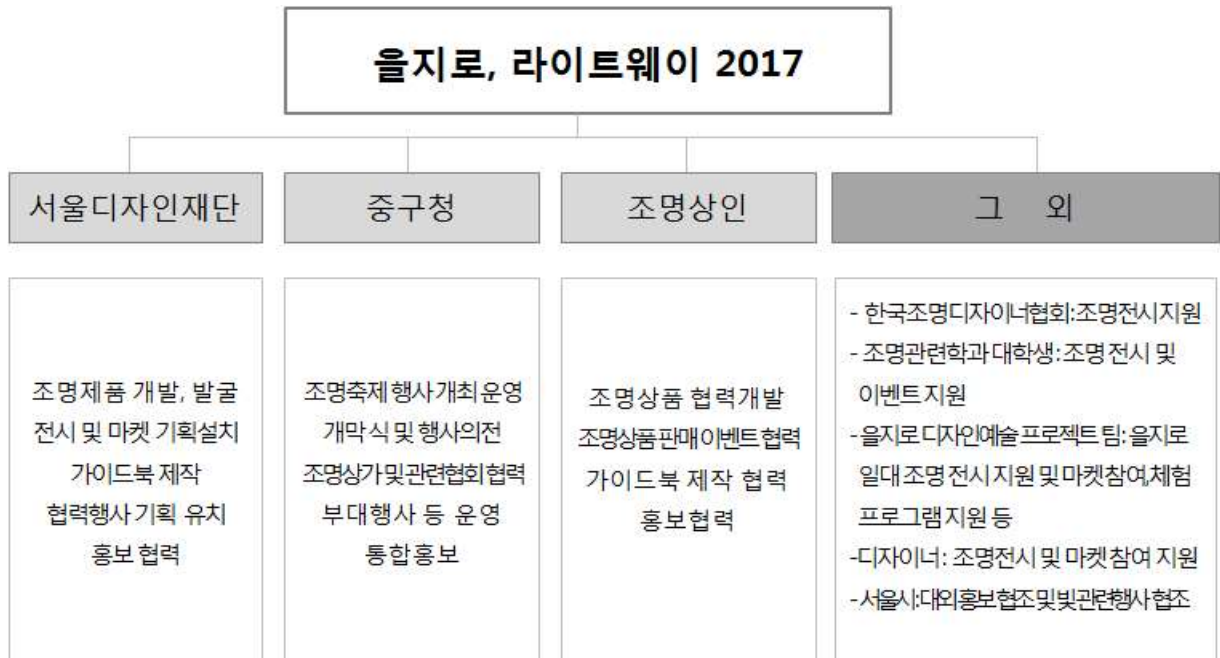 을지로, 라이트웨이 2017
서울디자인재단
중구청
조명상인
그 외
조명제품 개발, 발굴
전시 및 마켓 기획설치
가이드북 제작
협력행사 기획 유치
홍보 협력
조명축제 행사 개최 운영
개막식 및 행사의전
조명상가 및 관련협회 협력
부대행사 등 운영
통합홍보
조명상품 협력개발
조명상품 판매 이벤트 협력
가이드북 제작 협력
홍보협력
- 한국조명디자이너협회:조명전시 지원
- 조명관련학과 대학생 : 조명 전시 및
이벤트 지원
-을지로 디자인예술 프로젝트 팀: 을지로
일대 조명 전시 지원 및 마켓참여,체험
프로그램 지원 등
-디자이너 : 조명전시 및 마켓 참여 지원
-서울시:대외홍보협조 및 빛관련행사 협조